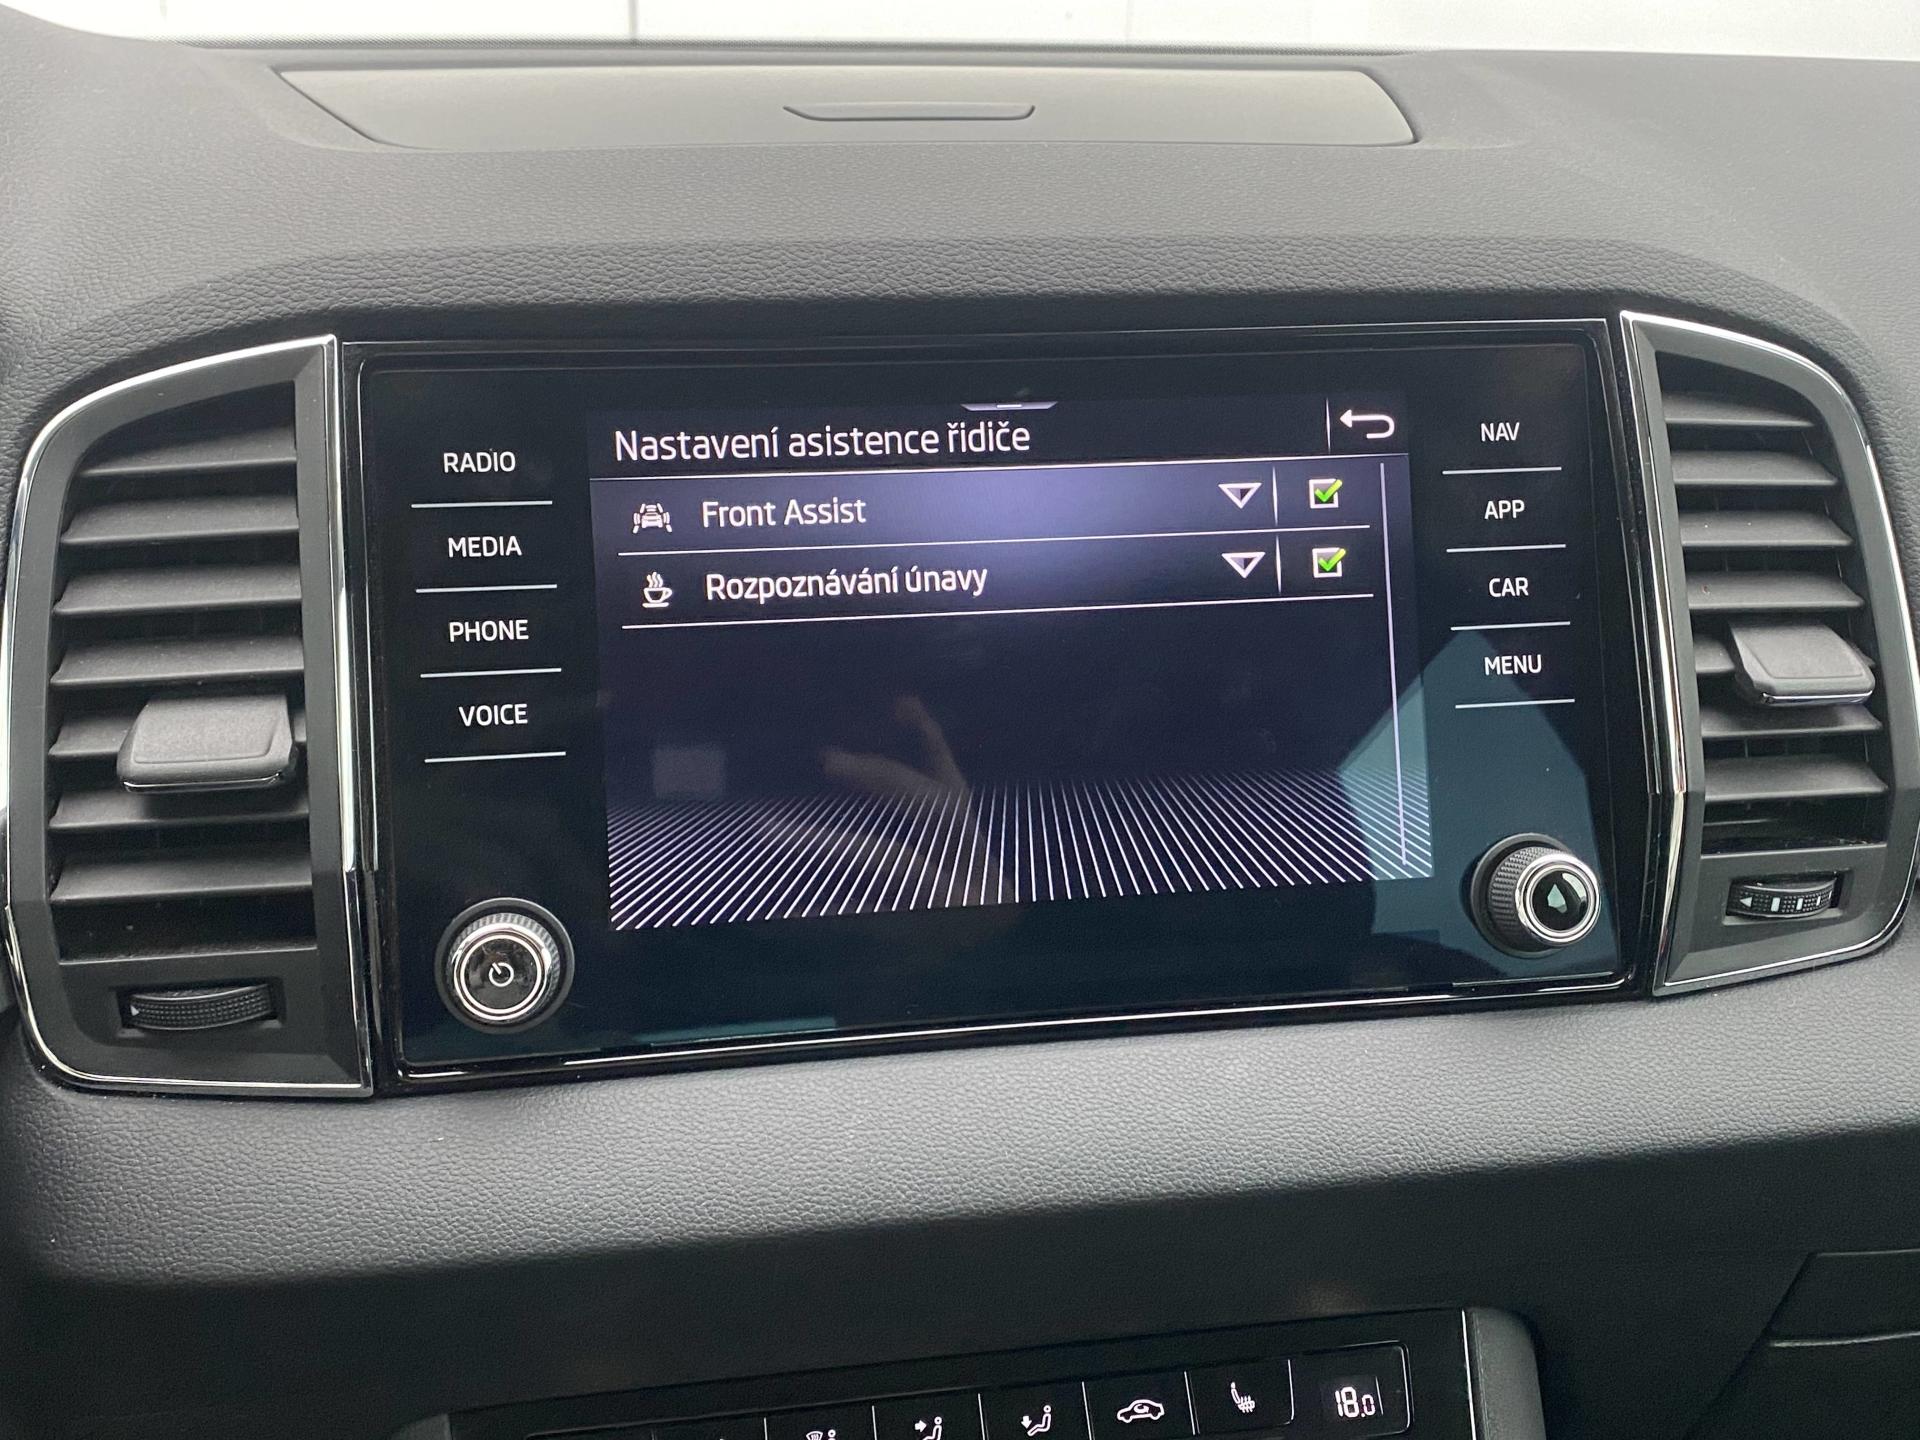 RADIO
MEDIA
PHONE
VOICE
Nastavení asistence řidiče
Front Assist
Rozpoznávání únavy
NAV
APP
CAR
MENU
18.0